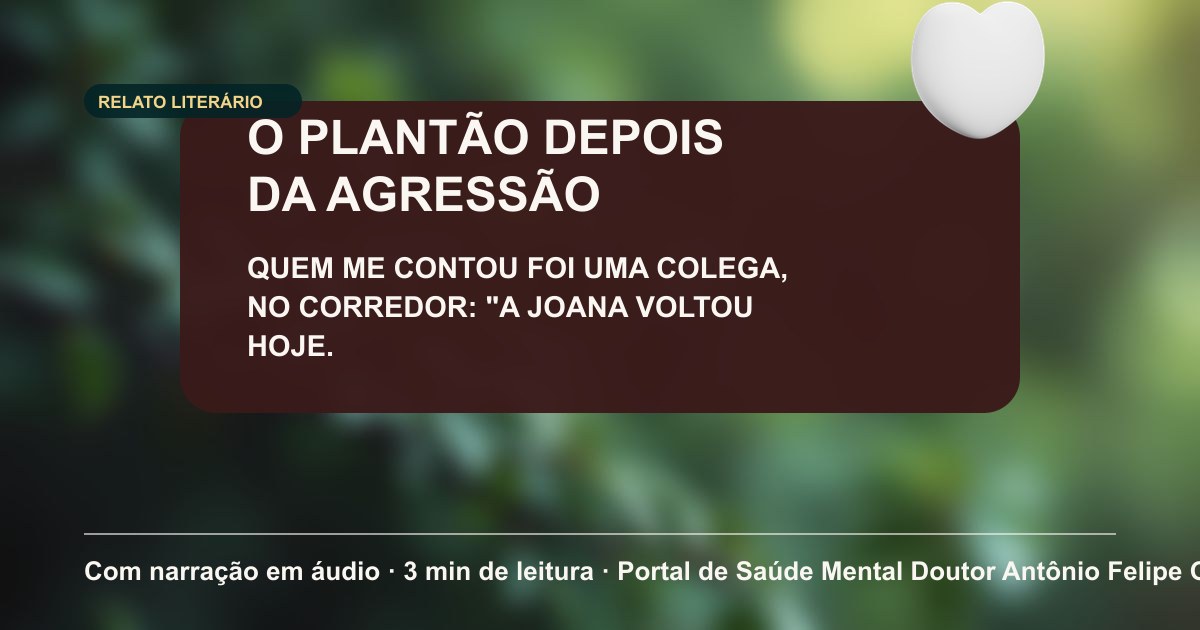 RELATO LITERÁRIO
O PLANTÃO DEPOIS
DA AGRESSÃO
QUEM ME CONTOU FOI UMA COLEGA,
NO CORREDOR: "A JOANA VOLTOU
HOJE.
Com narração em áudio · 3 min de leitura · Portal de Saúde Mental Doutor Antônio Felipe